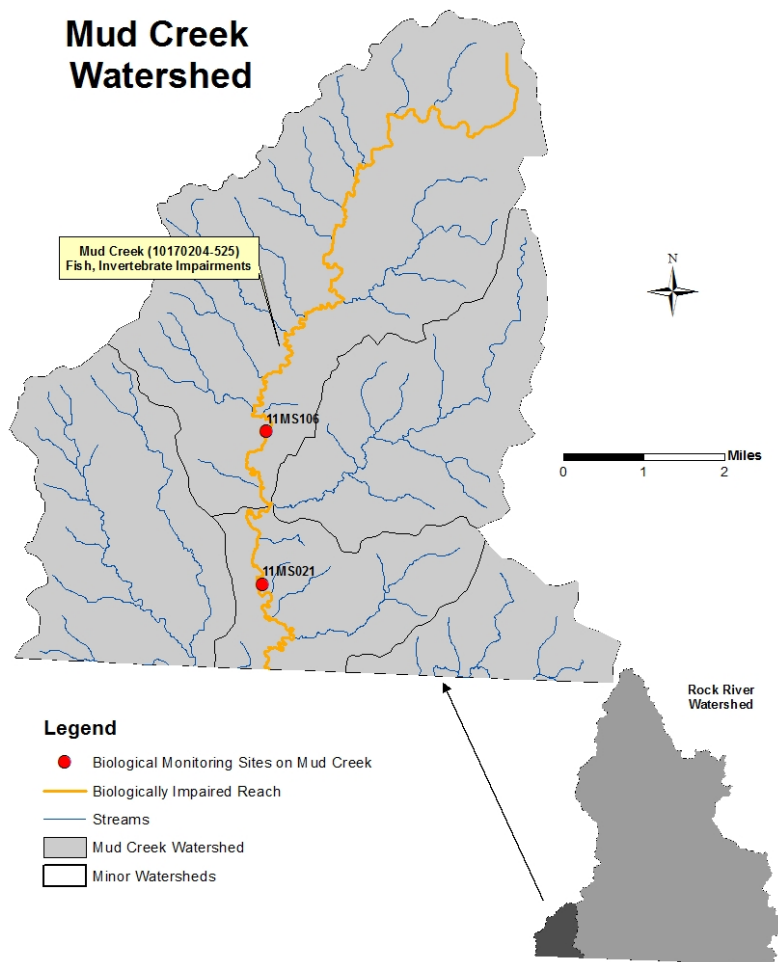 Mud Creek
Watershed
Mud Creek (10170204-525)
Fish, Invertebrate Impairments
N
11MS106
Miles
0 1 2
11MS021
Rock River
Watershed
Legend
Biological Monitoring Sites on Mud Creek
Biologically Impaired Reach
Streams
Mud Creek Watershed
Minor Watersheds